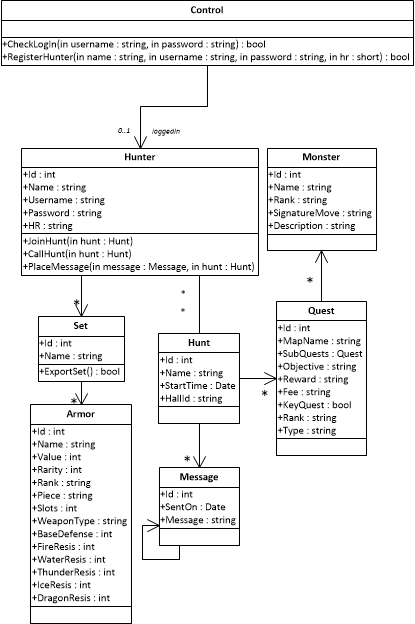 Control
+CheckLogIn(in username : string, in password : string) : bool
+RegisterHunter(in name : string, in username : string, in password : string, in hr : short) : bool
0..1
loggedIn
Hunter
+Id : int
+Name : string
+Username : string
+Password : string
+HR : string
+JoinHunt(in hunt : Hunt)
+CallHunt(in hunt : Hunt)
+PlaceMessage(in message : Message, in hunt : Hunt)
Monster
+Id : int
+Name : string
+Rank : string
+SignatureMove : string
+Description : string
*
*
*
*
Set
+Id : int
+Name : string
+ExportSet() : bool
*
Hunt
+Id : int
+Name : string
+StartTime : Date
+HallId : string
*
*
Quest
+Id : int
+MapName : string
+SubQuests : Quest
+Objective : string
+Reward : string
+Fee : string
+KeyQuest : bool
+Rank : string
+Type : string
Armor
+Id : int
+Name : string
+Value : int
+Rarity : int
+Rank : string
+Piece : string
+Slots : int
+WeaponType : string
+BaseDefense : int
+FireResis : int
+WaterResis : int
+ThunderResis : int
+IceResis : int
+DragonResis : int
Message
+Id : int
+SentOn : Date
+Message : string